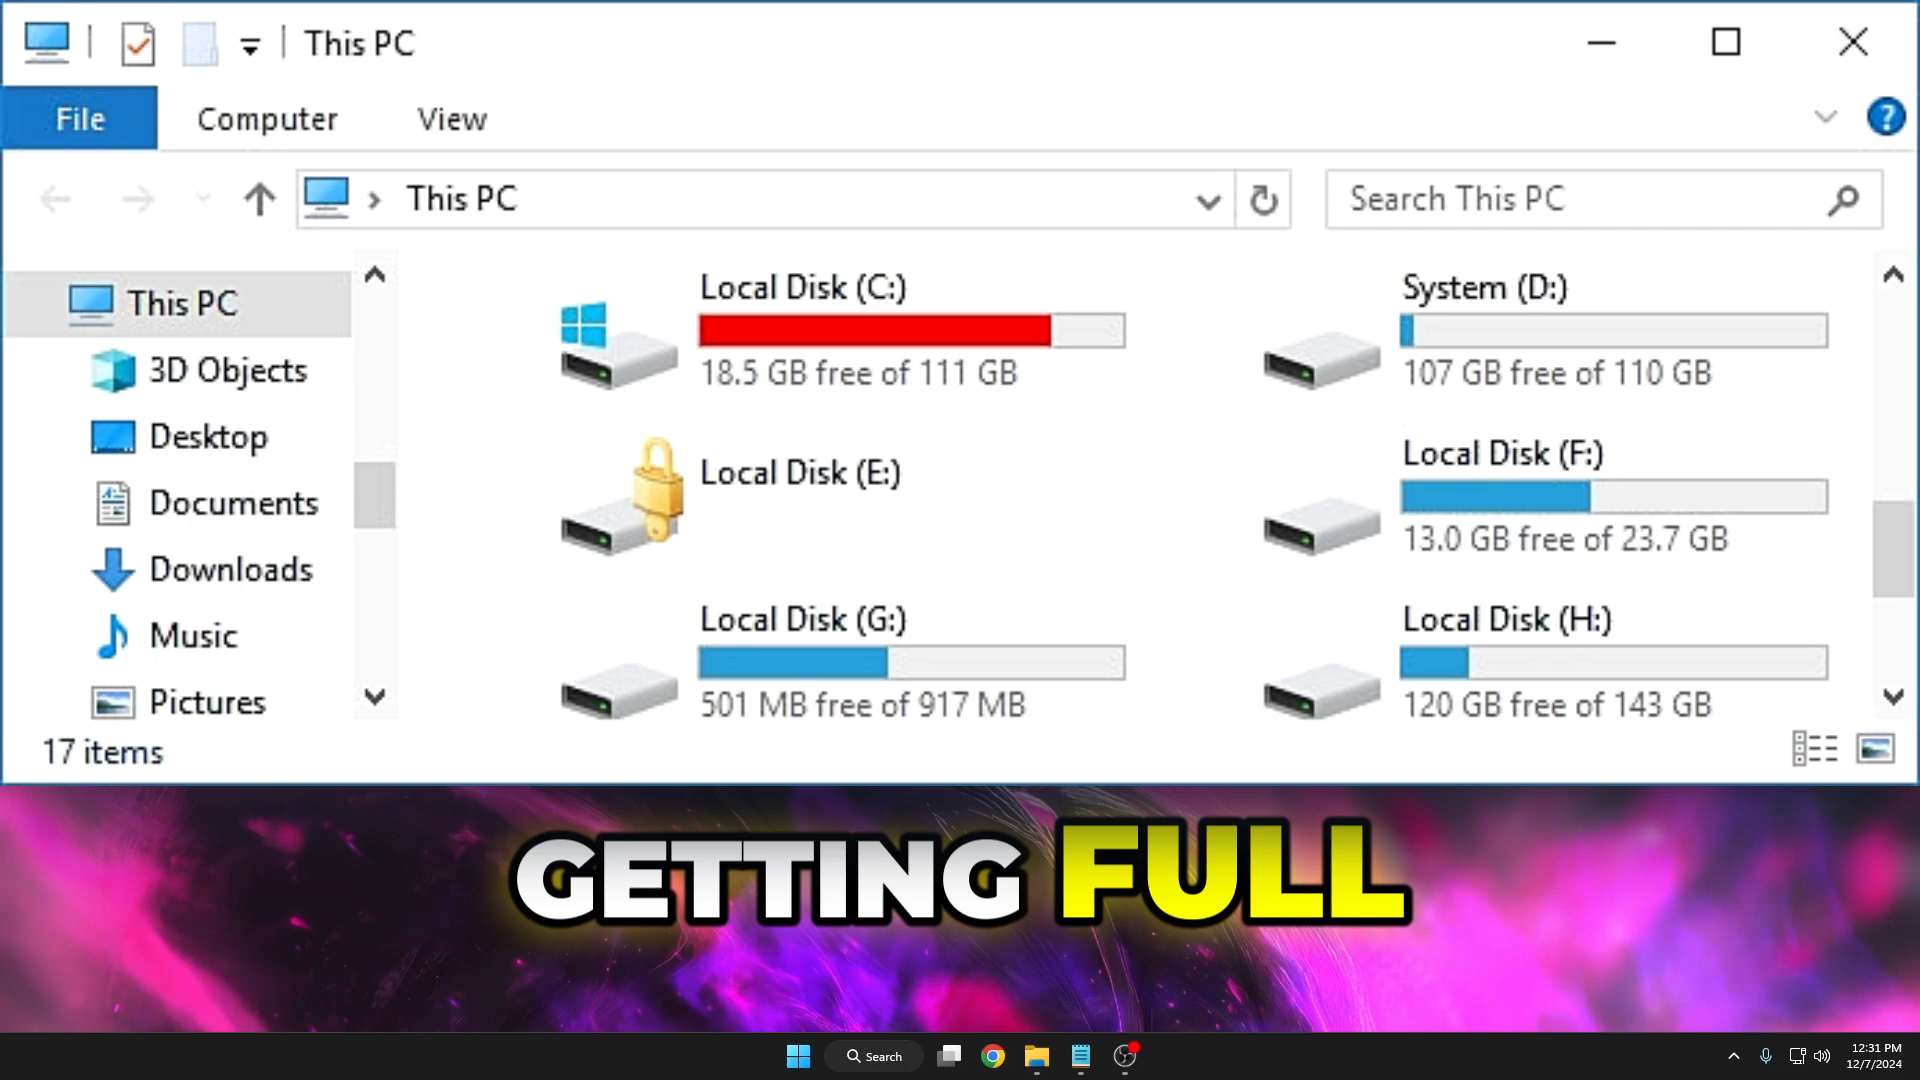 This PC
File Computer View
?
This PC
Search This PC
This PC
3D Objects
Desktop
Documents
Downloads
Music
Pictures
Local Disk (C:)
18.5 GB free of 111 GB
System (D:)
107 GB free of 110 GB
Local Disk (E:)
Local Disk (F:)
13.0 GB free of 23.7 GB
Local Disk (G:)
501 MB free of 917 MB
Local Disk (H:)
120 GB free of 143 GB
17 items
GETTING FULL
Search
12:31 PM
12/7/2024